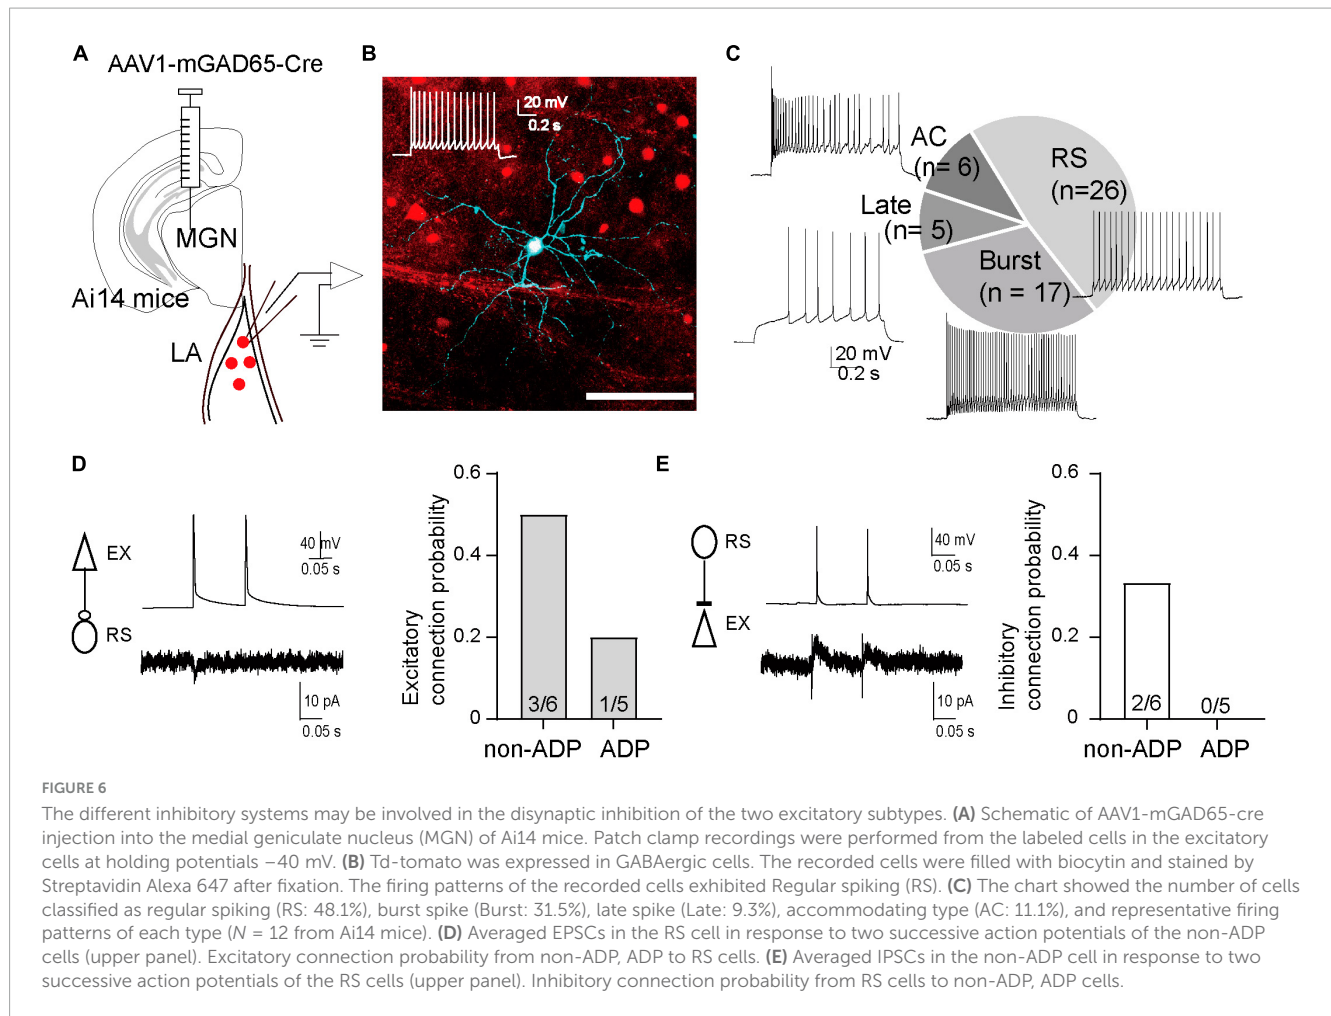 A
AAV1-mGAD65-Cre
MGN
Ai14 mice
LA
B
20 mV
0.2 s
C
AC
(n= 6)
RS
(n=26)
Late
(n= 5)
Burst
(n = 17)
20 mV
0.2 s
D
EX
RS
40 mV
0.05 s
10 pA
0.05 s
Excitatory
connection probability
0.6
0.4
0.2
0
3/6
1/5
non-ADP
ADP
E
RS
EX
40 mV
0.05 s
10 pA
0.05 s
Inhibitory
connection probability
0.6
0.4
0.2
0
2/6
0/5
non-ADP
ADP
FIGURE 6
The different inhibitory systems may be involved in the disynaptic inhibition of the two excitatory subtypes. (A) Schematic of AAV1-mGAD65-cre
injection into the medial geniculate nucleus (MGN) of Ai14 mice. Patch clamp recordings were performed from the labeled cells in the excitatory
cells at holding potentials −40 mV. (B) Td-tomato was expressed in GABAergic cells. The recorded cells were filled with biocytin and stained by
Streptavidin Alexa 647 after fixation. The firing patterns of the recorded cells exhibited Regular spiking (RS). (C) The chart showed the number of cells
classified as regular spiking (RS: 48.1%), burst spike (Burst: 31.5%), late spike (Late: 9.3%), accommodating type (AC: 11.1%), and representative firing
patterns of each type (N = 12 from Ai14 mice). (D) Averaged EPSCs in the RS cell in response to two successive action potentials of the non-ADP
cells (upper panel). Excitatory connection probability from non-ADP, ADP to RS cells. (E) Averaged IPSCs in the non-ADP cell in response to two
successive action potentials of the RS cells (upper panel). Inhibitory connection probability from RS cells to non-ADP, ADP cells.